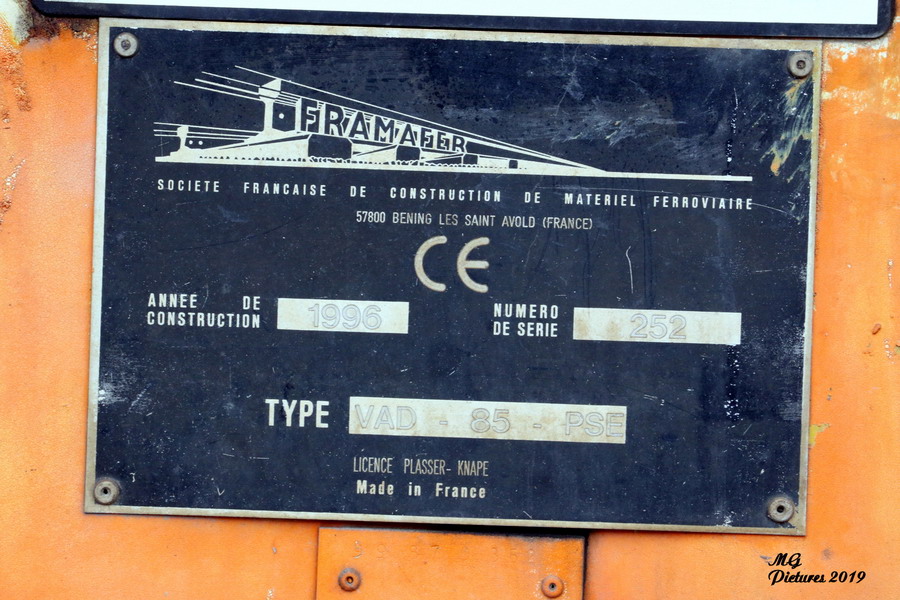 FRAMAFER
SOCIETE FRANCAISE DE CONSTRUCTION DE MATERIEL FERROVIAIRE
57800 BENING LES SAINT AVOLD (FRANCE)
CE
ANNEE DE
CONSTRUCTION
1996
NUMERO
DE SERIE
252
TYPE VAD - 85 - PSE
LICENCE PLASSER- KNAPE
Made in France
MG
Pictures 2019